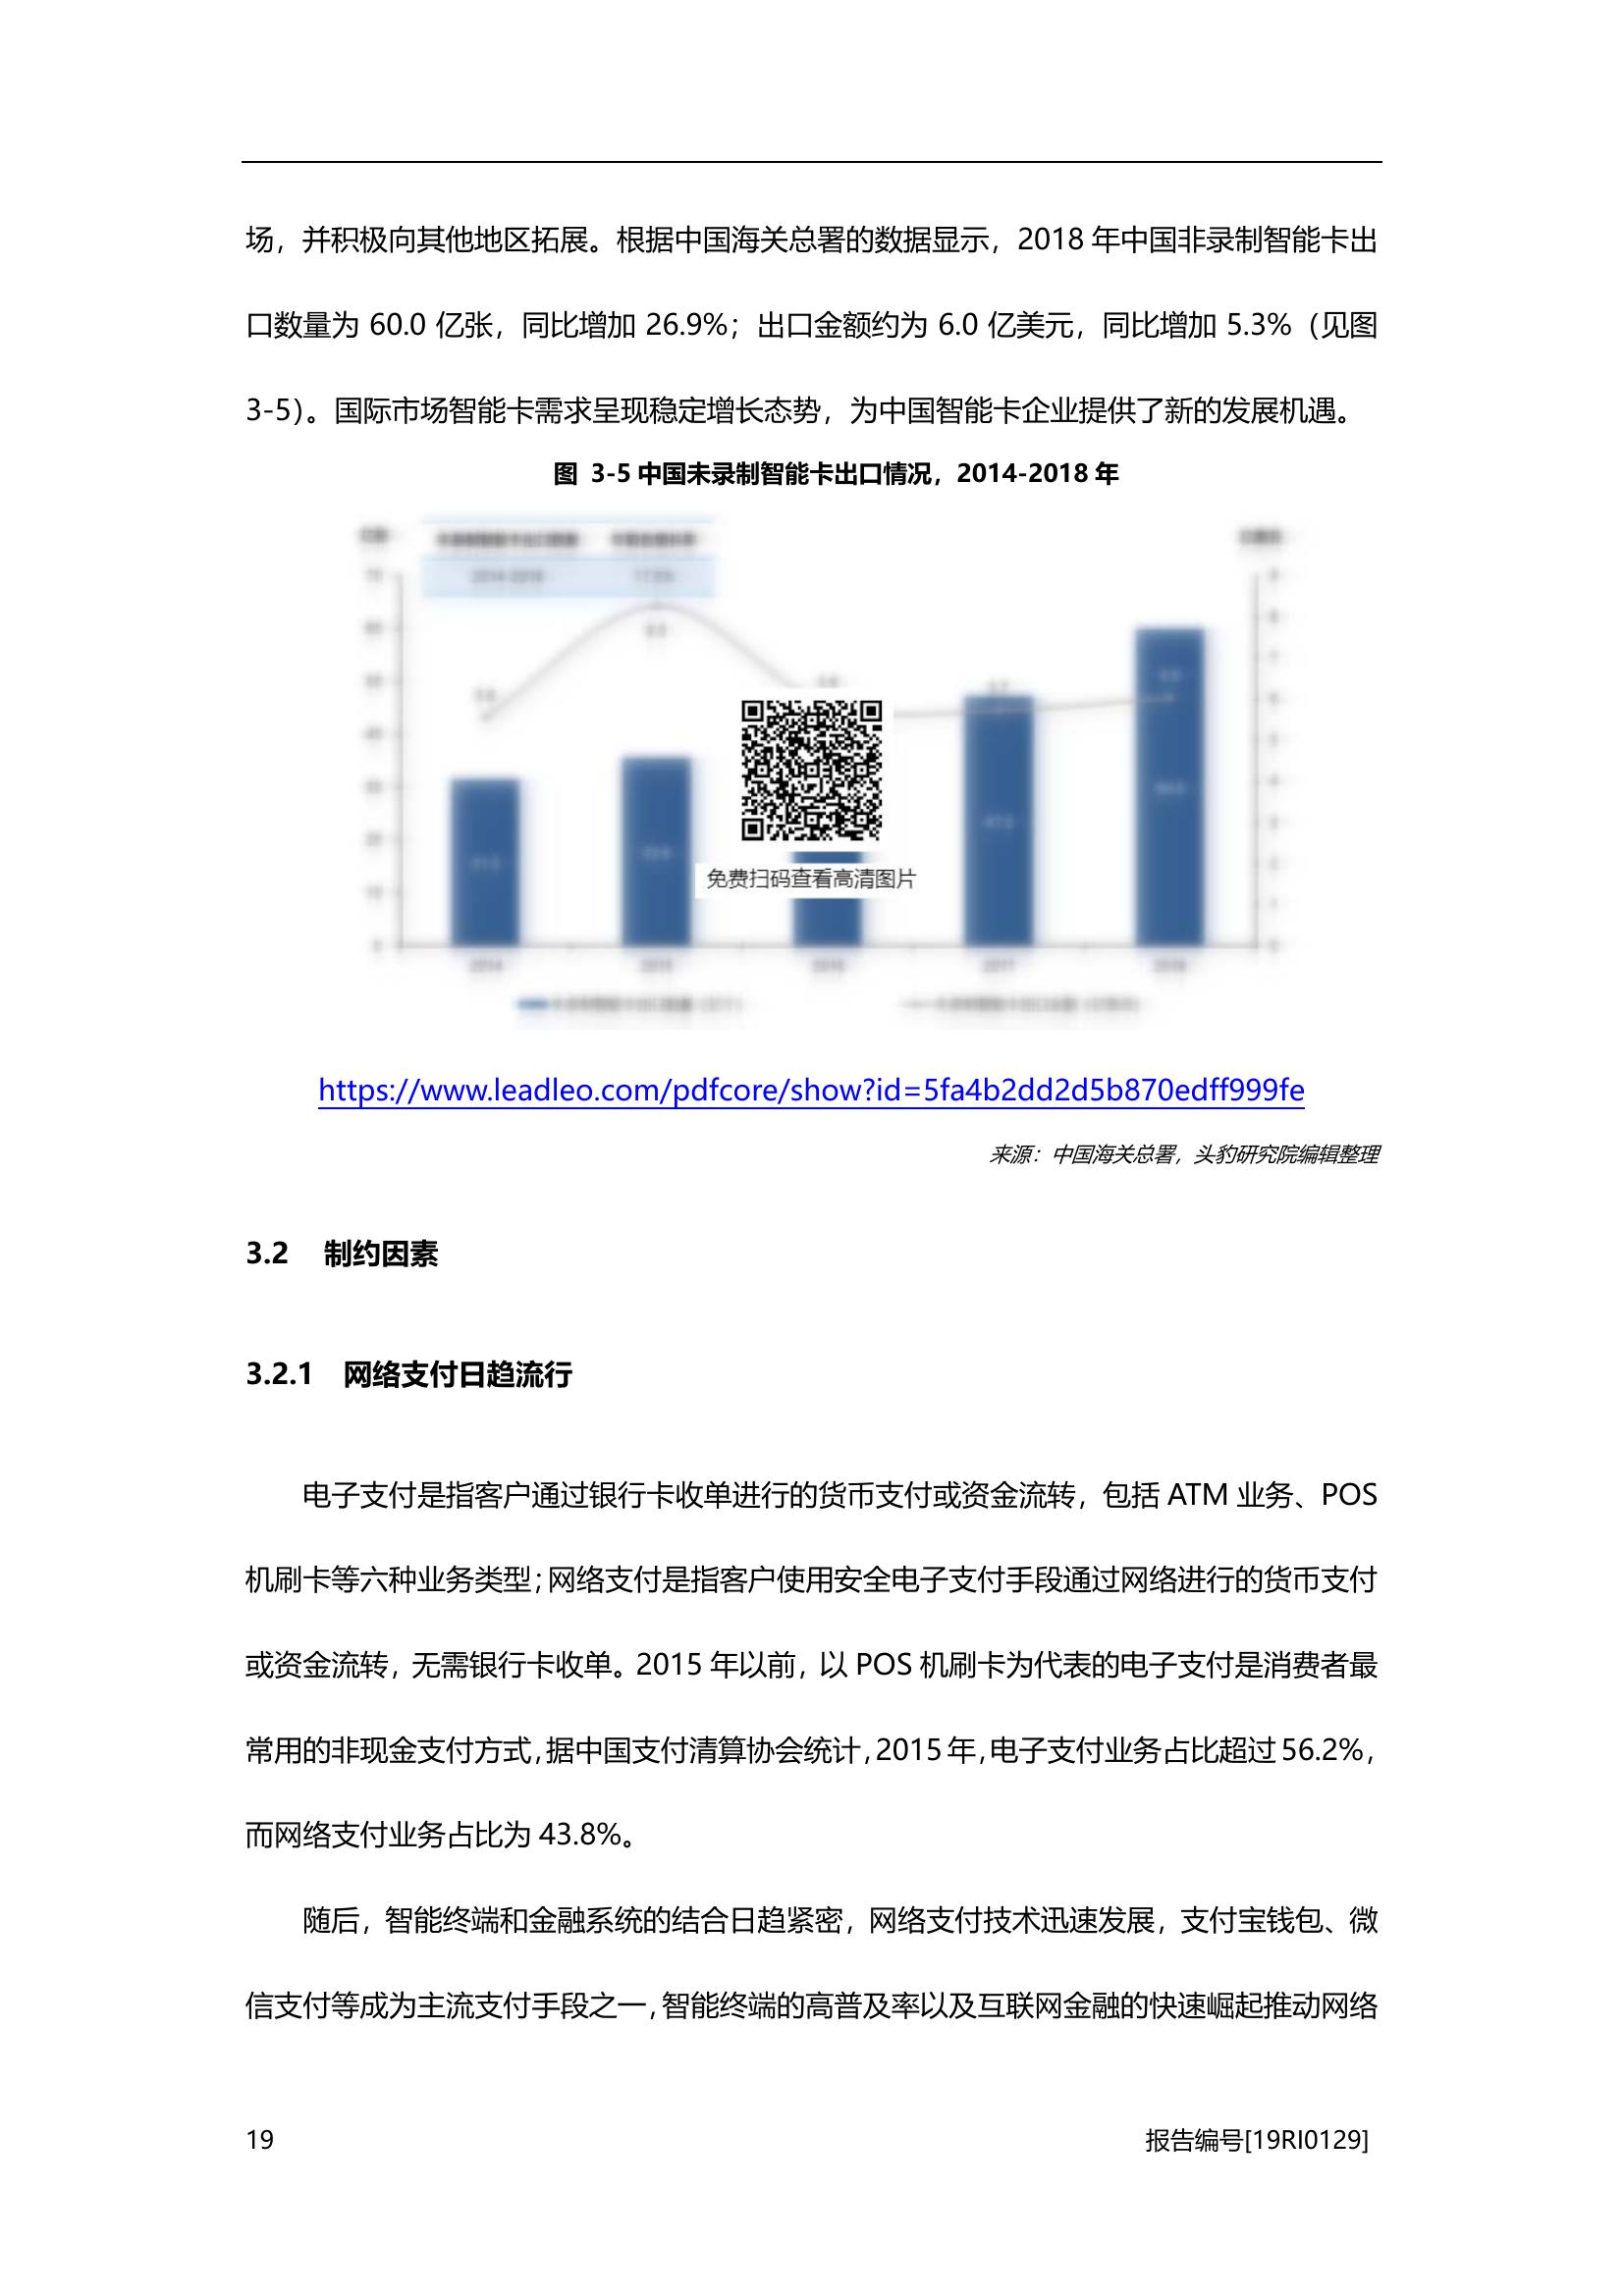 场，并积极向其他地区拓展。根据中国海关总署的数据显示，2018 年中国非录制智能卡出
口数量为 60.0 亿张，同比增加 26.9%；出口金额约为 6.0 亿美元，同比增加 5.3%（见图
3-5）。国际市场智能卡需求呈现稳定增长态势，为中国智能卡企业提供了新的发展机遇。
图 3-5 中国未录制智能卡出口情况，2014-2018 年
免费扫码查看高清图片
https://www.leadleo.com/pdfcore/show?id=5fa4b2dd2d5b870edff999fe
来源：中国海关总署，头豹研究院编辑整理
3.2 制约因素
3.2.1 网络支付日趋流行
电子支付是指客户通过银行卡收单进行的货币支付或资金流转，包括 ATM 业务、POS
机刷卡等六种业务类型；网络支付是指客户使用安全电子支付手段通过网络进行的货币支付
或资金流转，无需银行卡收单。2015 年以前，以 POS 机刷卡为代表的电子支付是消费者最
常用的非现金支付方式，据中国支付清算协会统计，2015 年，电子支付业务占比超过 56.2%，
而网络支付业务占比为 43.8%。
随后，智能终端和金融系统的结合日趋紧密，网络支付技术迅速发展，支付宝钱包、微
信支付等成为主流支付手段之一，智能终端的高普及率以及互联网金融的快速崛起推动网络
19 报告编号[19RI0129]